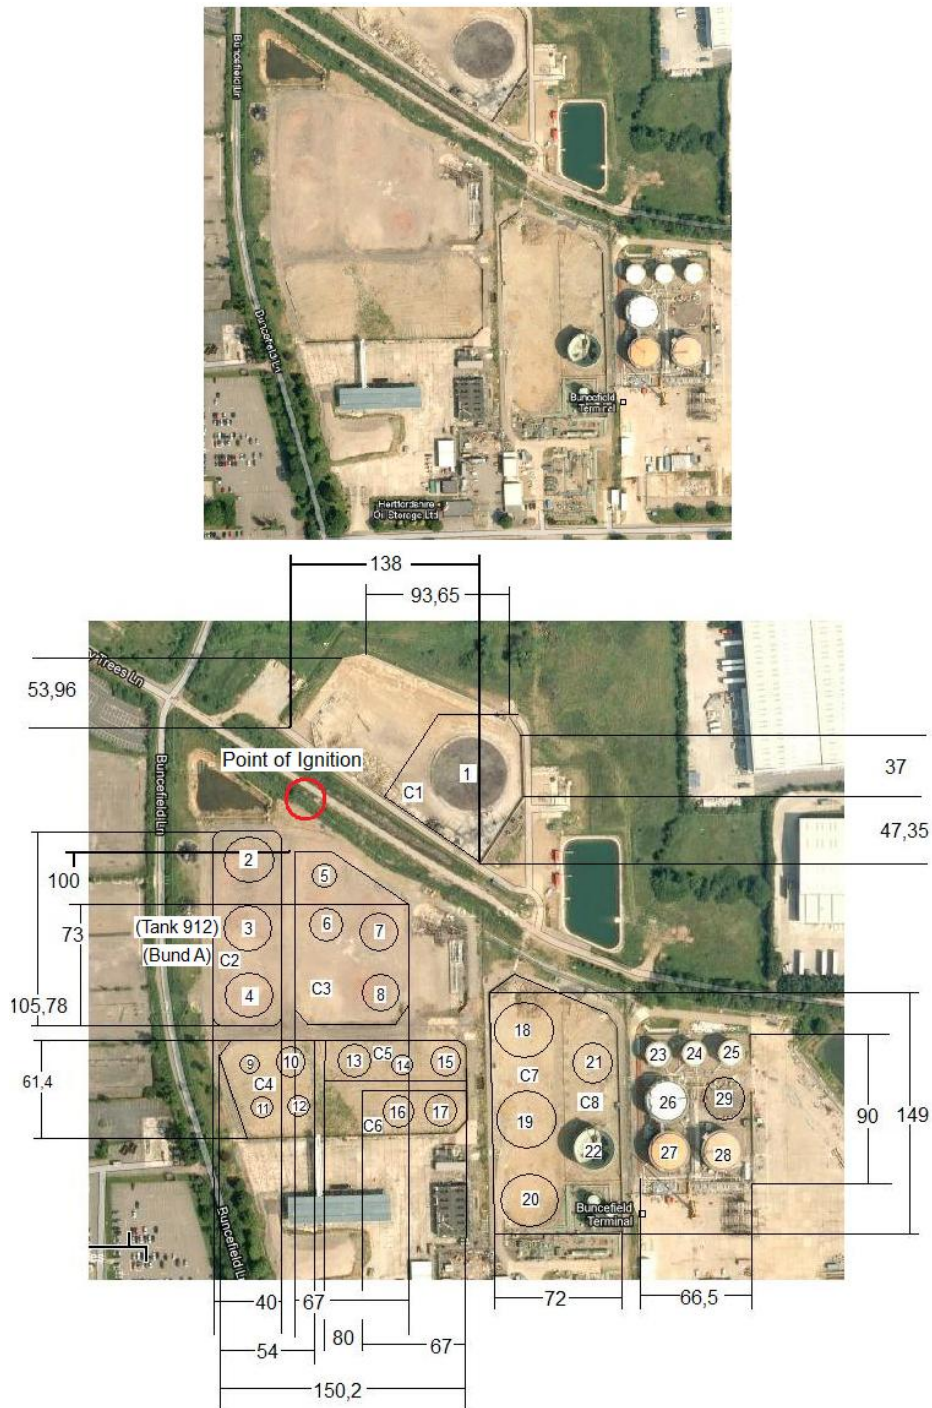 Buncefield Ln
Buncefield Ln
Buncefield
Terminal
Hertfordshire
Oil Storage Ltd
138
93,65
53,96
y Trees Ln
Point of Ignition
37
1
C1
47,35
Buncefield Ln
2
100
5
(Tank 912)
3
6
7
73
(Bund A)
C2
4
C3
8
105,78
18
149
61,4
9
10
13
C5
14
15
C7
21
23
24
25
C4
11
12
16
17
C6
19
C8
26
29
90
22
27
28
20
Buncefield
Terminal
Buncefield Ln
40
67
72
66,5
54
80
67
150,2